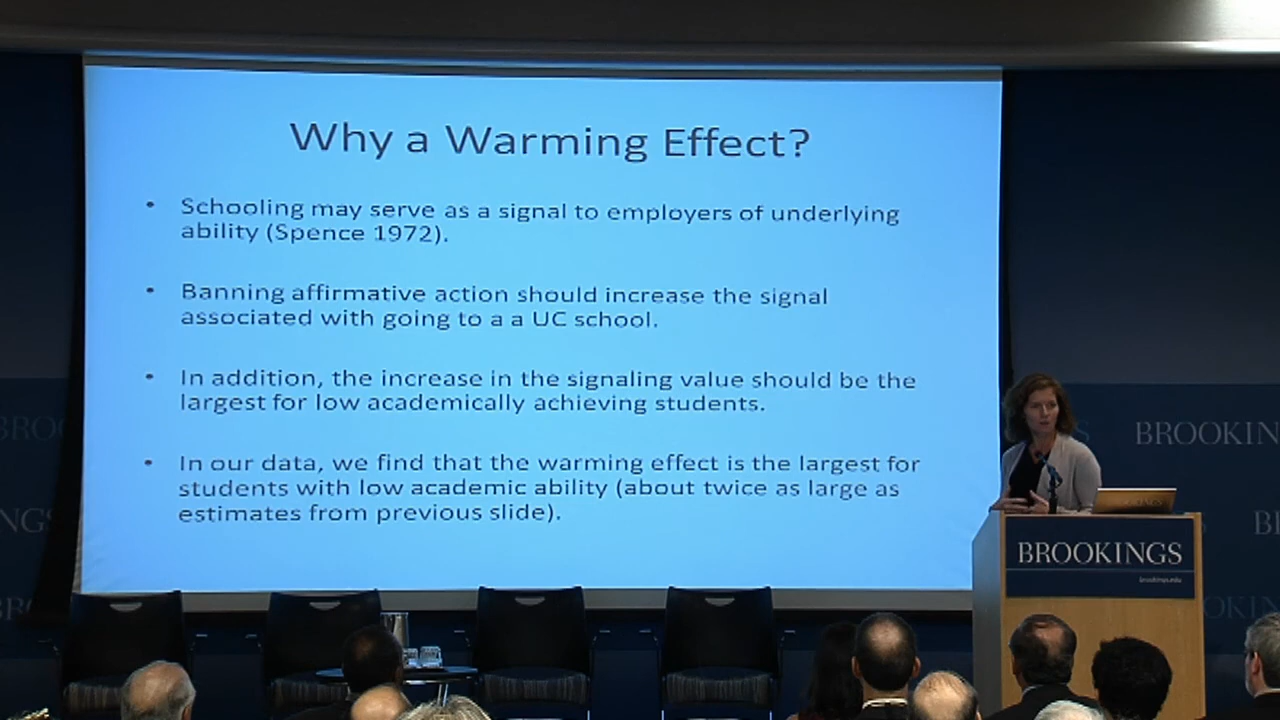 Why a Warming Effect?
• Schooling may serve as a signal to employers of underlying
ability (Spence 1972).
• Banning affirmative action should increase the signal
associated with going to a a UC school.
• In addition, the increase in the signaling value should be the
largest for low academically achieving students.
• In our data, we find that the warming effect is the largest for
students with low academic ability (about twice as large as
estimates from previous slide).
BROOKIN
BROOKINGS
brookings.edu